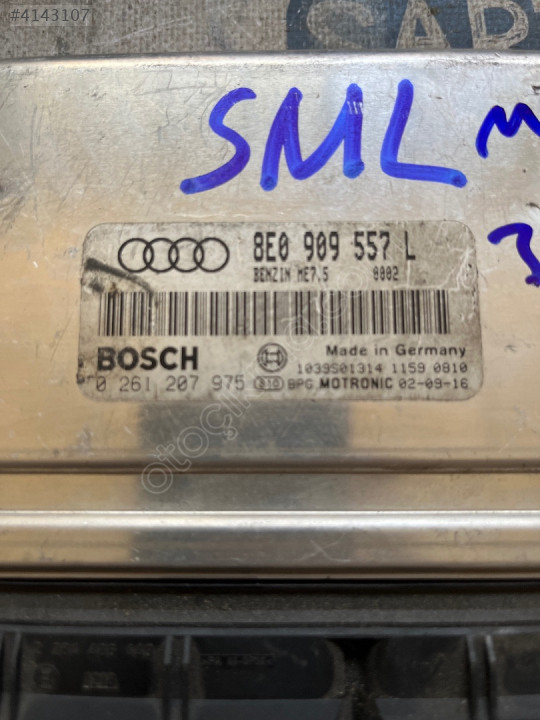 #4143107
SML
8E0 909 557 L
BENZIN ME7.5 0002
BOSCH
Made in Germany
1039S01314 1159 0810
0 261 207 975
BPG MOTRONIC 02-09-16